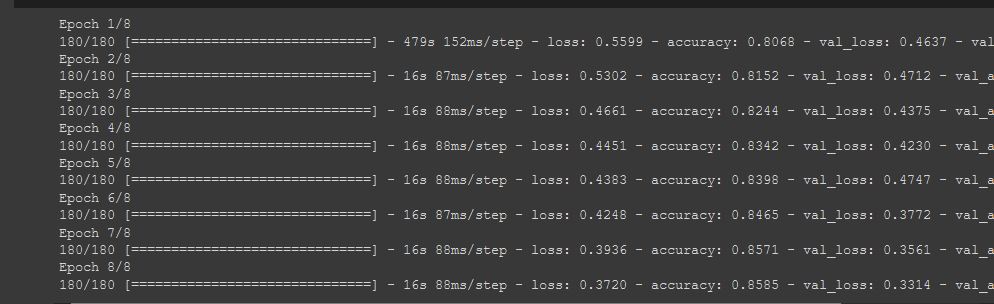 Epoch 1/8
180/180 [==============================] - 479s 152ms/step - loss: 0.5599 - accuracy: 0.8068 - val_loss: 0.4637 - val
Epoch 2/8
180/180 [==============================] - 16s 87ms/step - loss: 0.5302 - accuracy: 0.8152 - val_loss: 0.4712 - val_a
Epoch 3/8
180/180 [==============================] - 16s 88ms/step - loss: 0.4661 - accuracy: 0.8244 - val_loss: 0.4375 - val_a
Epoch 4/8
180/180 [==============================] - 16s 88ms/step - loss: 0.4451 - accuracy: 0.8342 - val_loss: 0.4230 - val_a
Epoch 5/8
180/180 [==============================] - 16s 88ms/step - loss: 0.4383 - accuracy: 0.8398 - val_loss: 0.4747 - val_a
Epoch 6/8
180/180 [==============================] - 16s 87ms/step - loss: 0.4248 - accuracy: 0.8465 - val_loss: 0.3772 - val_a
Epoch 7/8
180/180 [==============================] - 16s 88ms/step - loss: 0.3936 - accuracy: 0.8571 - val_loss: 0.3561 - val_a
Epoch 8/8
180/180 [==============================] - 16s 88ms/step - loss: 0.3720 - accuracy: 0.8585 - val_loss: 0.3314 - val_a